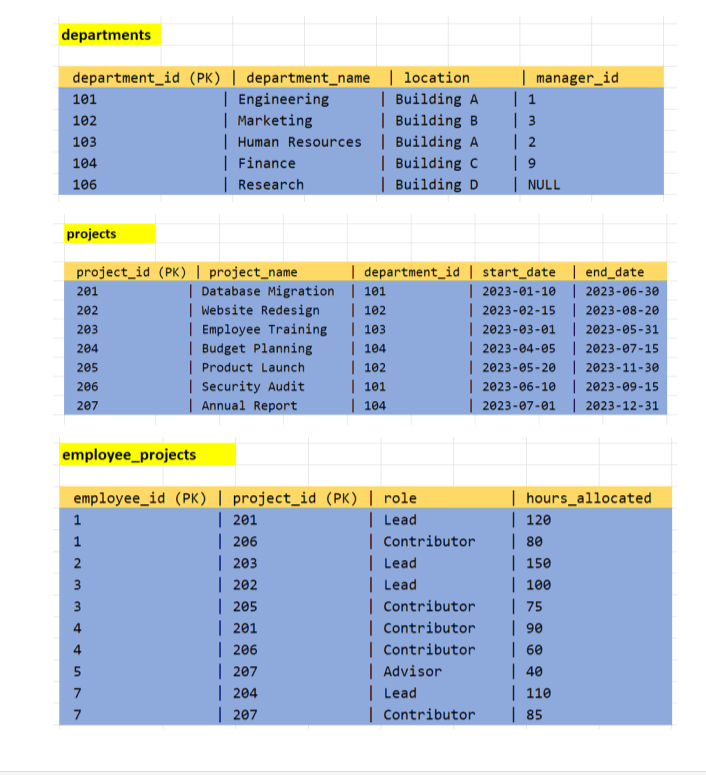 departments
department_id (PK) | department_name | location | manager_id
101 | Engineering | Building A | 1
102 | Marketing | Building B | 3
103 | Human Resources | Building A | 2
104 | Finance | Building C | 9
106 | Research | Building D | NULL
projects
project_id (PK) | project_name | department_id | start_date | end_date
201 | Database Migration | 101 | 2023-01-10 | 2023-06-30
202 | Website Redesign | 102 | 2023-02-15 | 2023-08-20
203 | Employee Training | 103 | 2023-03-01 | 2023-05-31
204 | Budget Planning | 104 | 2023-04-05 | 2023-07-15
205 | Product Launch | 102 | 2023-05-20 | 2023-11-30
206 | Security Audit | 101 | 2023-06-10 | 2023-09-15
207 | Annual Report | 104 | 2023-07-01 | 2023-12-31
employee_projects
employee_id (PK) | project_id (PK) | role | hours_allocated
1 | 201 | Lead | 120
1 | 206 | Contributor | 80
2 | 203 | Lead | 150
3 | 202 | Lead | 100
3 | 205 | Contributor | 75
4 | 201 | Contributor | 90
4 | 206 | Contributor | 60
5 | 207 | Advisor | 40
7 | 204 | Lead | 110
7 | 207 | Contributor | 85